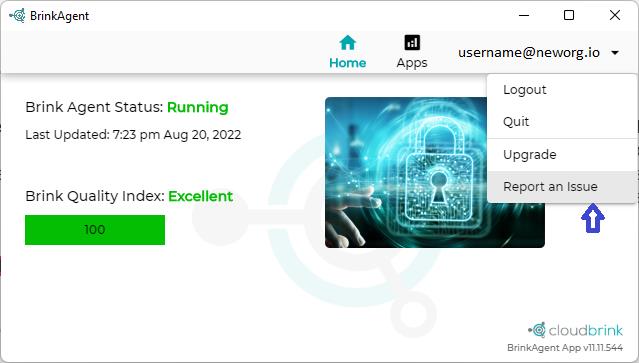 BrinkAgent
Home
Apps
username@neworg.io
Logout
Quit
Upgrade
Report an Issue
Brink Agent Status: Running
Last Updated: 7:23 pm Aug 20, 2022
Brink Quality Index: Excellent
100
cloudbrink
BrinkAgent App v11.11.544